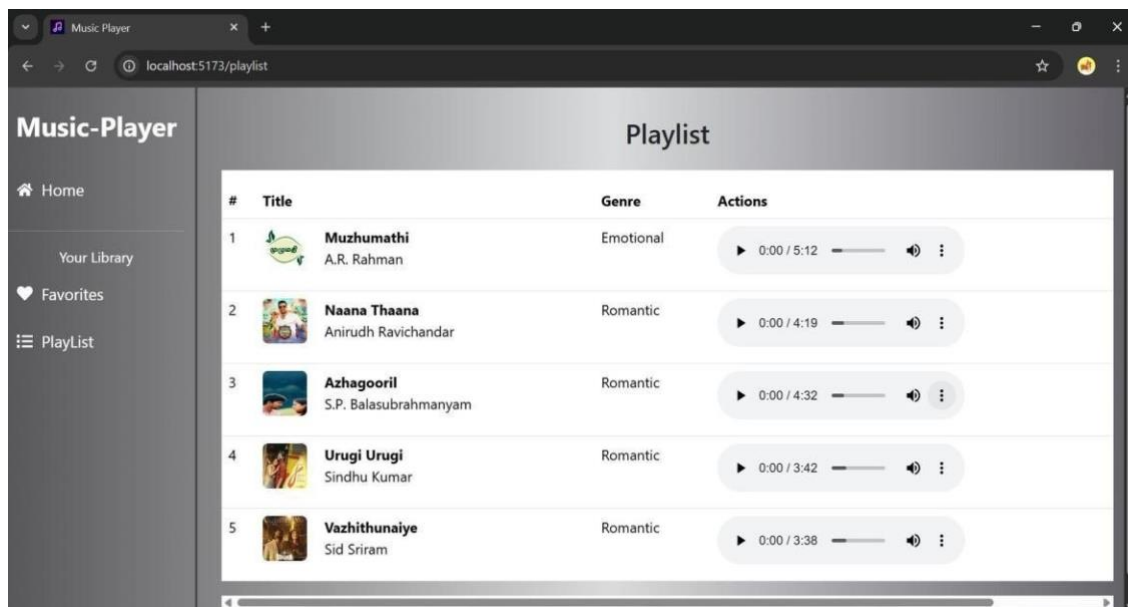 Music Player
localhost:5173/playlist
Music-Player
Home
Your Library
Favorites
PlayList
Playlist
# Title Genre Actions
1 Muzhumathi Emotional 0:00 / 5:12
A.R. Rahman
2 Naana Thaana Romantic 0:00 / 4:19
Anirudh Ravichandar
3 Azhagooril Romantic 0:00 / 4:32
S.P. Balasubrahmanyam
4 Urugi Urugi Romantic 0:00 / 3:42
Sindhu Kumar
5 Vazhithunaiye Romantic 0:00 / 3:38
Sid Sriram